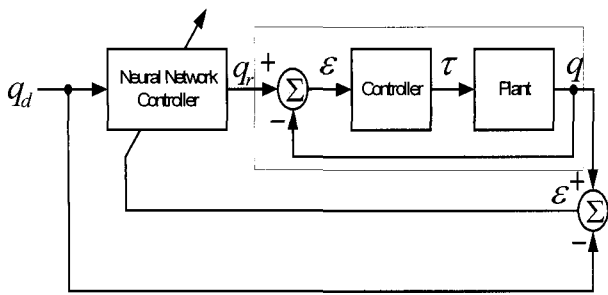 q_d
Neural Network
Controller
q_r
+
Σ
−
ε
Controller
τ
Plant
q
ε
+
Σ
−